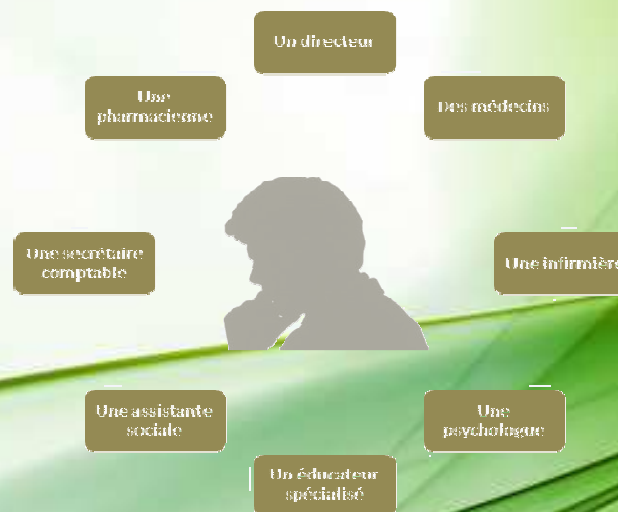 Un directeur
Une
pharmacienne
Des médecins
Une secrétaire
comptable
Une infirmière
Une assistante
sociale
Une
psychologue
Un éducateur
spécialisé